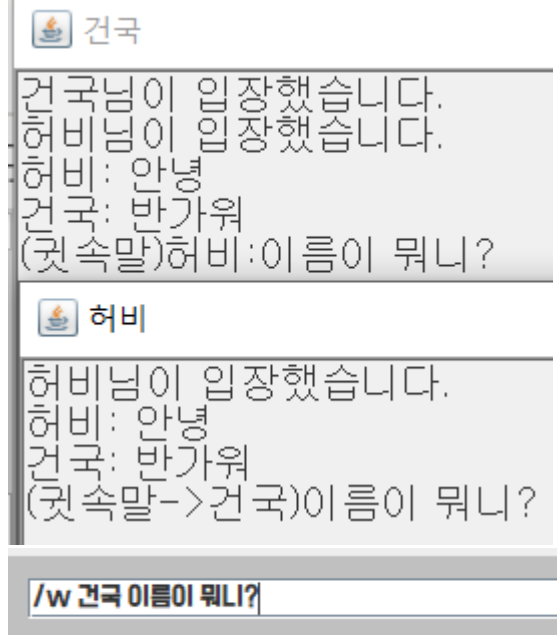 건국
건국님이 입장했습니다.
허비님이 입장했습니다.
허비: 안녕
건국: 반가워
(귓속말)허비:이름이 뭐니?
허비
허비님이 입장했습니다.
허비: 안녕
건국: 반가워
(귓속말->건국)이름이 뭐니?
/w 건국 이름이 뭐니?